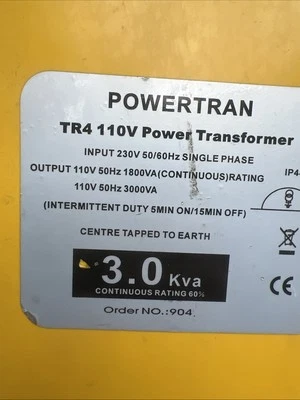 POWERTRAN
TR4 110V Power Transformer
INPUT 230V 50/60Hz SINGLE PHASE
OUTPUT 110V 50Hz 1800VA(CONTINUOUS)RATING
110V 50Hz 3000VA
(INTERMITTENT DUTY 5MIN ON/15MIN OFF)
CENTRE TAPPED TO EARTH
3.0 Kva
CONTINUOUS RATING 60%
Order NO.:904
CE